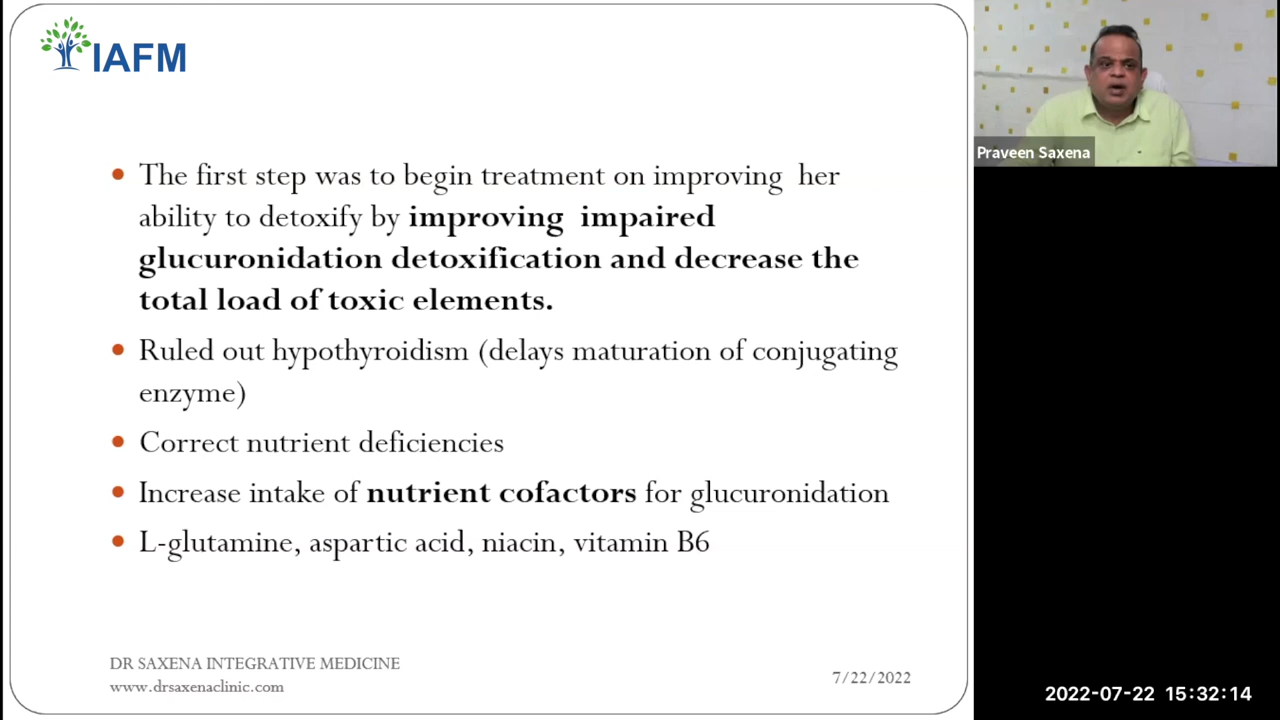 IAFM
The first step was to begin treatment on improving her
ability to detoxify by improving impaired
glucuronidation detoxification and decrease the
total load of toxic elements.
Ruled out hypothyroidism (delays maturation of conjugating
enzyme)
Correct nutrient deficiencies
Increase intake of nutrient cofactors for glucuronidation
L-glutamine, aspartic acid, niacin, vitamin B6
DR SAXENA INTEGRATIVE MEDICINE
www.drsaxenaclinic.com
7/22/2022
Praveen Saxena
2022-07-22 15:32:14